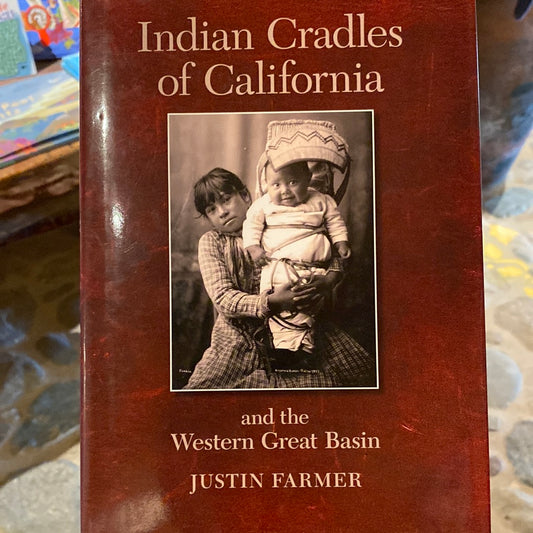 Indian Cradles
of California
and the
Western Great Basin
JUSTIN FARMER